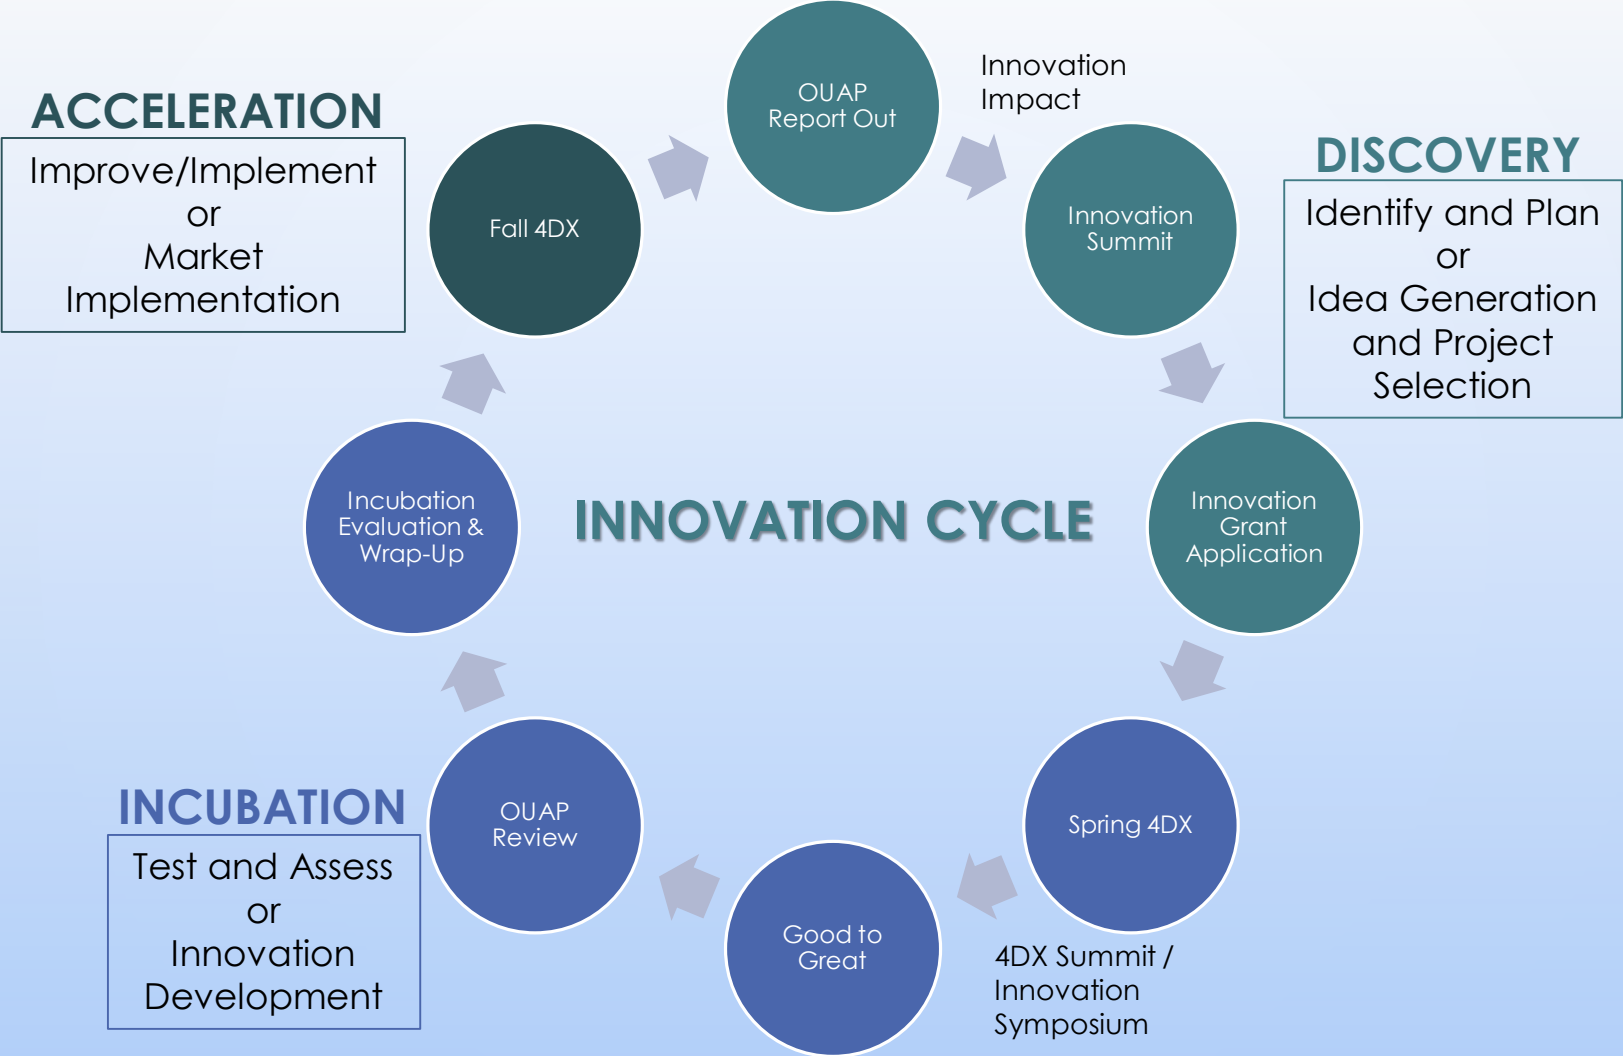 OUAP
Report Out
Innovation
Impact
ACCELERATION
Improve/Implement
or
Market
Implementation
Fall 4DX
Innovation
Summit
DISCOVERY
Identify and Plan
or
Idea Generation
and Project
Selection
Incubation
Evaluation &
Wrap-Up
INNOVATION CYCLE
Innovation
Grant
Application
INCUBATION
Test and Assess
or
Innovation
Development
OUAP
Review
Good to
Great
Spring 4DX
4DX Summit /
Innovation
Symposium